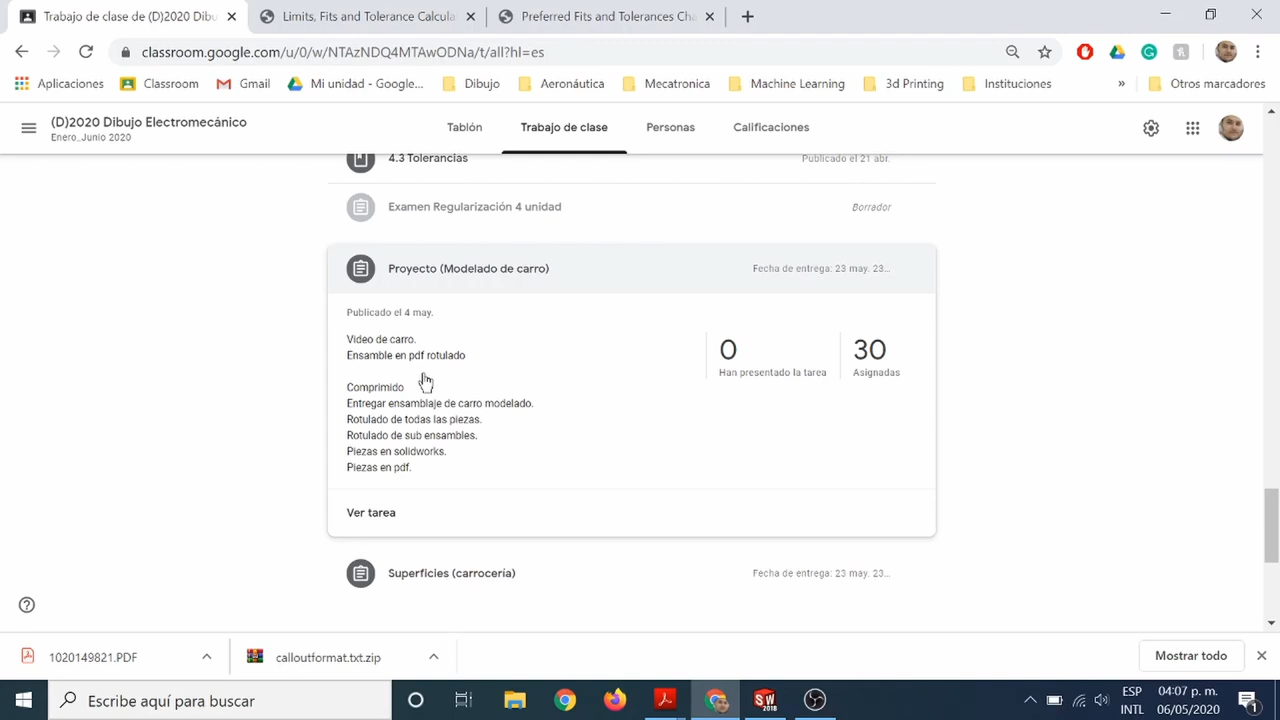 Trabajo de clase de (D)2020 Dibu
Limits, Fits and Tolerance Calcula
Preferred Fits and Tolerances Cha
classroom.google.com/u/0/w/NTAzNDQ4MTAwODNa/t/all?hl=es
Aplicaciones
Classroom
Gmail
Mi unidad - Google...
Dibujo
Aeronáutica
Mecatronica
Machine Learning
3d Printing
Instituciones
»
Otros marcadores
(D)2020 Dibujo Electromecánico
Enero_Junio 2020
Tablón
Trabajo de clase
Personas
Calificaciones
4.3 Tolerancias
Publicado el 21 abr.
Examen Regularización 4 unidad
Borrador
Proyecto (Modelado de carro)
Fecha de entrega: 23 may. 23...
Publicado el 4 may.
Video de carro.
Ensamble en pdf rotulado
0
Han presentado la tarea
30
Asignadas
Comprimido
Entregar ensamblaje de carro modelado.
Rotulado de todas las piezas.
Rotulado de sub ensambles.
Piezas en solidworks.
Piezas en pdf.
Ver tarea
Superficies (carrocería)
Fecha de entrega: 23 may. 23...
1020149821.PDF
calloutformat.txt.zip
Mostrar todo
Escribe aquí para buscar
SW
2018
ESP
INTL
04:07 p. m.
06/05/2020
1